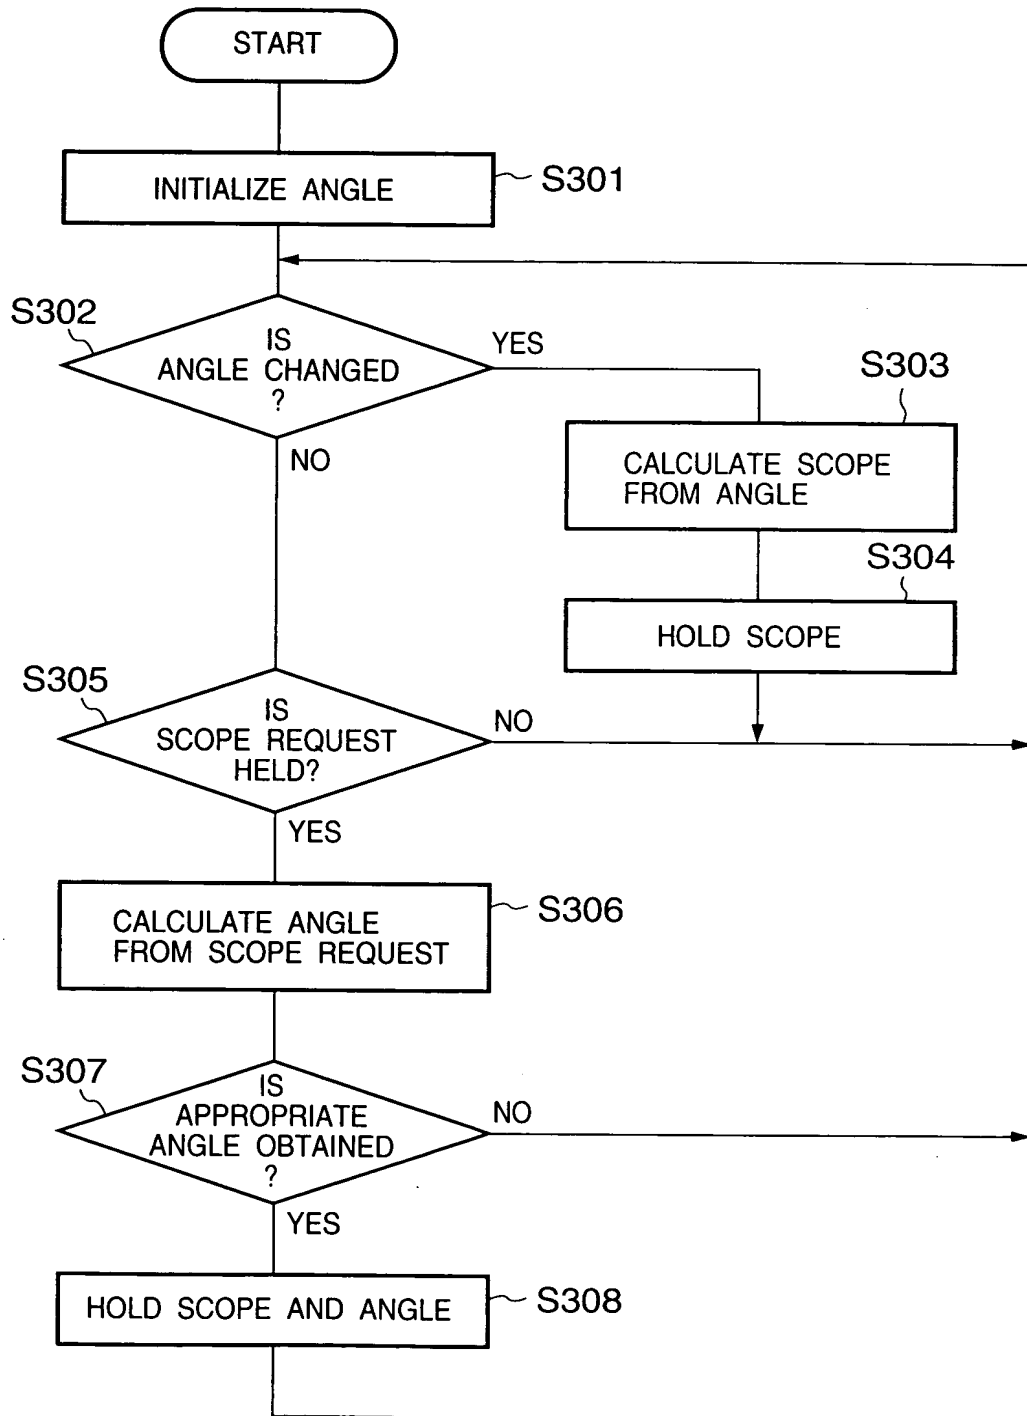 START
INITIALIZE ANGLE
S301
S302
IS
ANGLE CHANGED
?
YES
NO
S303
CALCULATE SCOPE
FROM ANGLE
S304
HOLD SCOPE
S305
IS
SCOPE REQUEST
HELD?
NO
YES
CALCULATE ANGLE
FROM SCOPE REQUEST
S306
S307
IS
APPROPRIATE
ANGLE OBTAINED
?
NO
YES
HOLD SCOPE AND ANGLE
S308